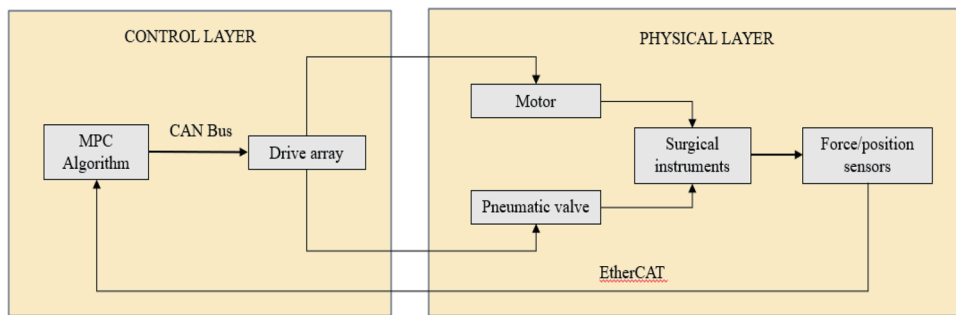 CONTROL LAYER
PHYSICAL LAYER
MPC
Algorithm
CAN Bus
Drive array
Motor
Pneumatic valve
Surgical
instruments
Force/position
sensors
EtherCAT